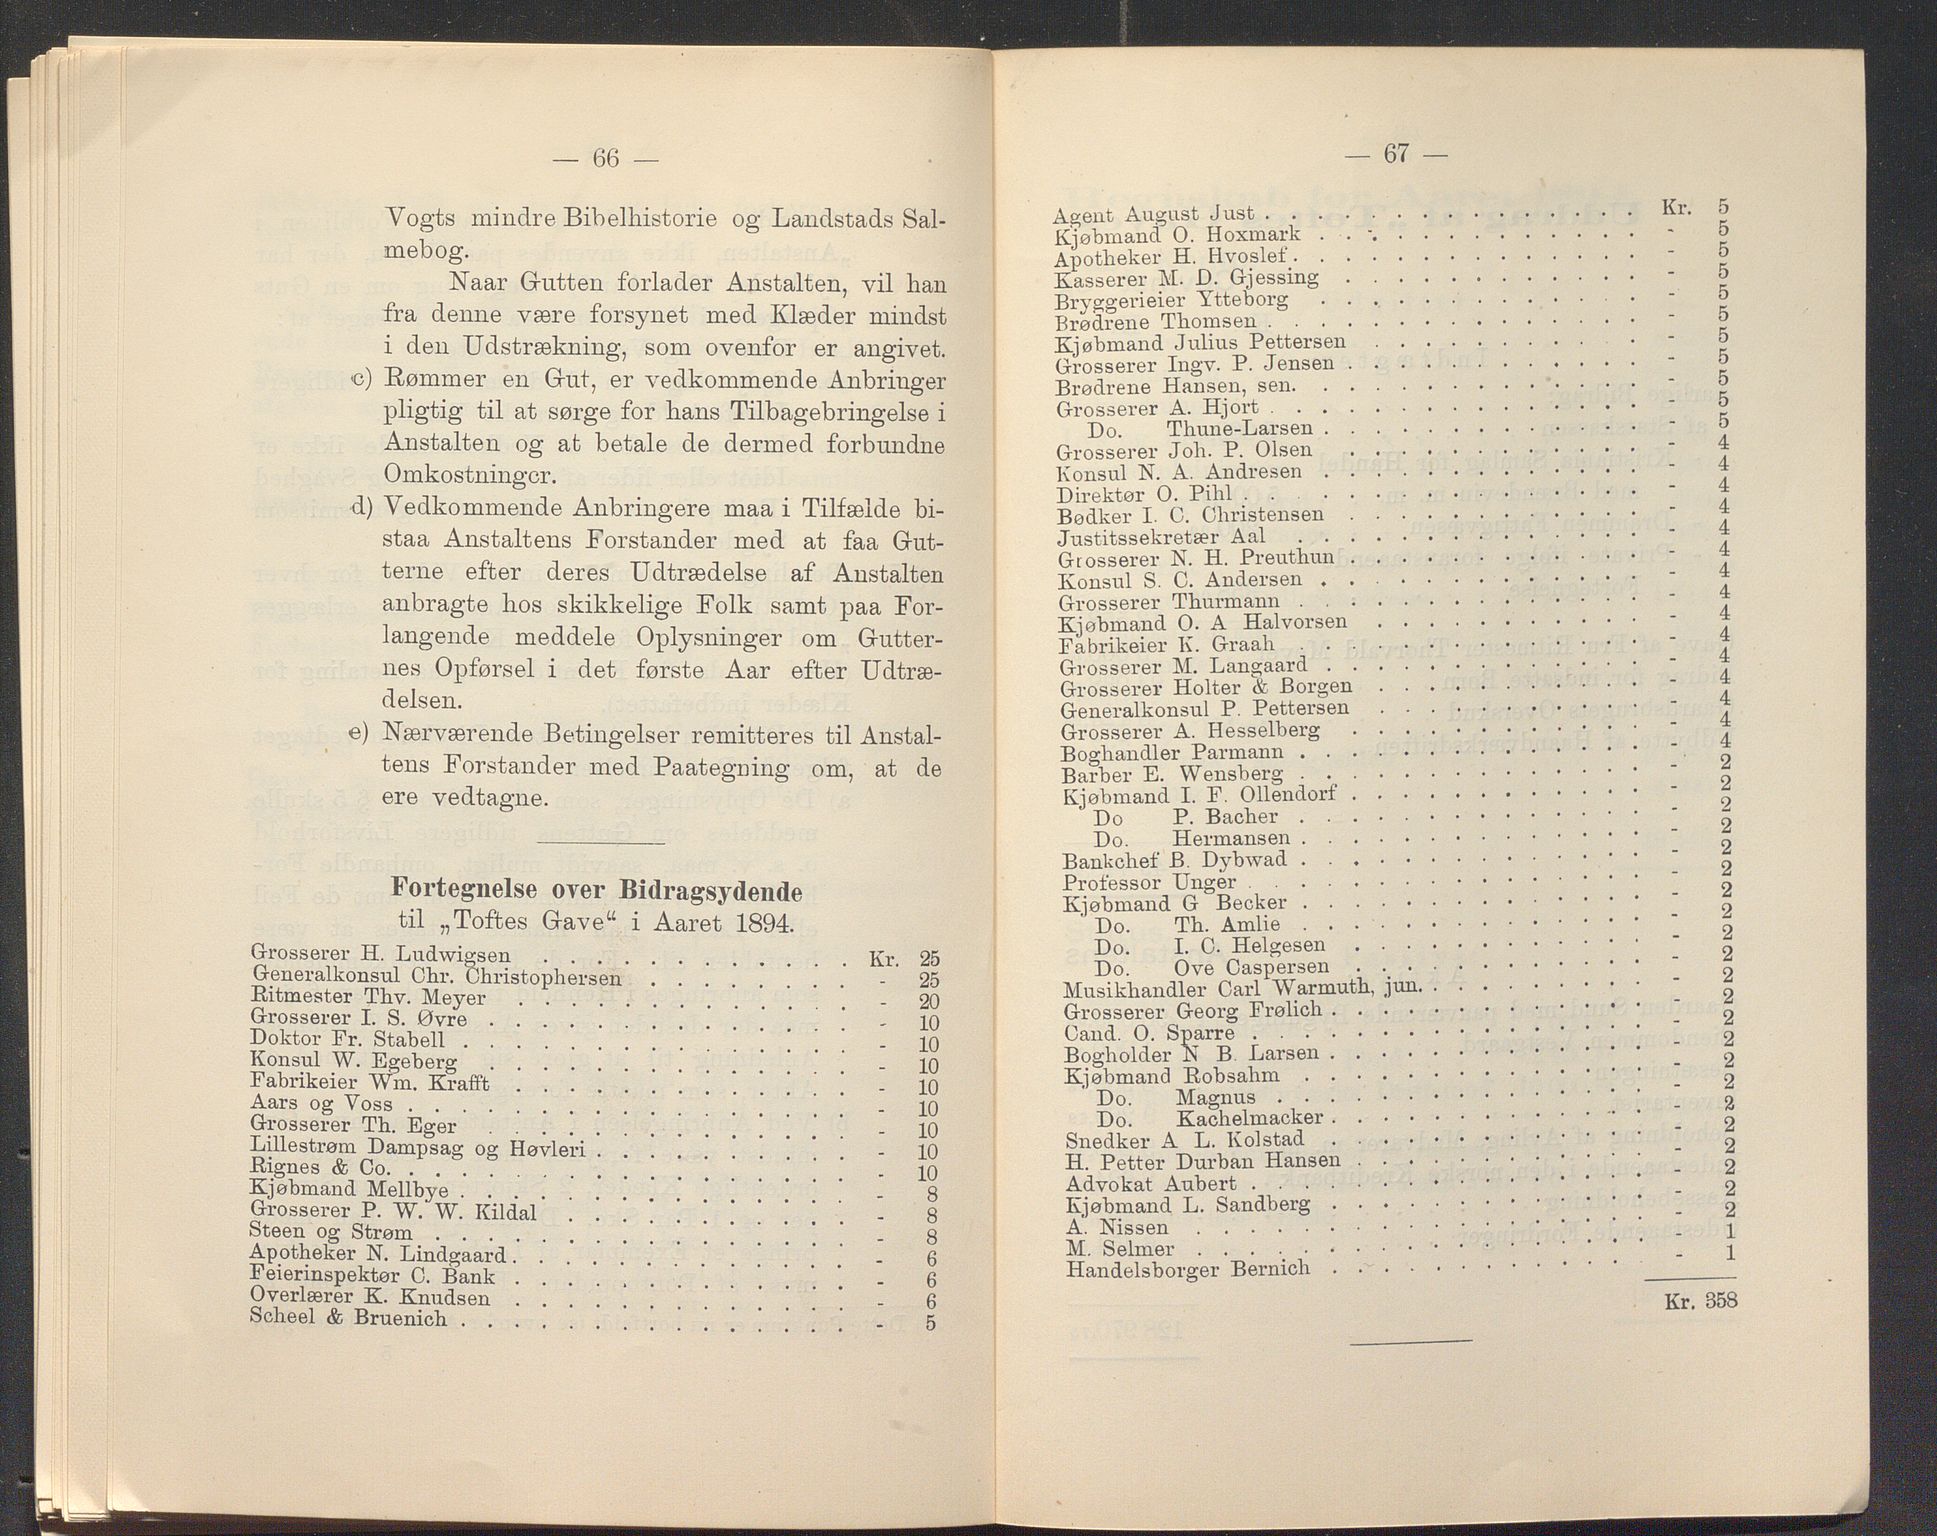 — 66 —
Vogts mindre Bibelhistorie og Landstads Sal-
mebog.
Naar Gutten forlader Anstalten, vil han
fra denne være forsynet med Klæder mindst
i den Udstrækning, som ovenfor er angivet.
c) Rømmer en Gut, er vedkommende Anbringer
pligtig til at sørge for hans Tilbagebringelse i
Anstalten og at betale de dermed forbundne
Omkostninger.
d) Vedkommende Anbringere maa i Tilfælde bi-
staa Anstaltens Forstander med at faa Gut-
terne efter deres Udtrædelse af Anstalten
anbragte hos skikkelige Folk samt paa For-
langende meddele Oplysninger om Gutter-
nes Opførsel i det første Aar efter Udtræ-
delsen.
e) Nærværende Betingelser remitteres til Anstal-
tens Forstander med Paategning om, at de
ere vedtagne.
Fortegnelse over Bidragsydende
til „Toftes Gave“ i Aaret 1894.
Grosserer H. Ludwigsen . . . . . . . . . . . . Kr. 25
Generalkonsul Chr. Christophersen . . . . . . . . - 25
Ritmester Thv. Meyer . . . . . . . . . . . . . - 20
Grosserer I. S. Øvre . . . . . . . . . . . . . . - 10
Doktor Fr. Stabell . . . . . . . . . . . . . . . - 10
Konsul W. Egeberg . . . . . . . . . . . . . . - 10
Fabrikeier Wm. Krafft . . . . . . . . . . . . . - 10
Aars og Voss . . . . . . . . . . . . . . . . . - 10
Grosserer Th. Eger . . . . . . . . . . . . . . - 10
Lillestrøm Dampsag og Høvleri . . . . . . . . . . - 10
Rignes & Co. . . . . . . . . . . . . . . . . . - 10
Kjøbmand Mellbye . . . . . . . . . . . . . . . - 8
Grosserer P. W. W. Kildal . . . . . . . . . . . - 8
Steen og Strøm . . . . . . . . . . . . . . . . - 8
Apotheker N. Lindgaard . . . . . . . . . . . . . - 6
Feierinspektør C. Bank . . . . . . . . . . . . . - 6
Overlærer K. Knudsen . . . . . . . . . . . . . - 6
Scheel & Bruenich . . . . . . . . . . . . . . . - 5
— 67 —
Agent August Just . . . . . . . . . . . . . . Kr. 5
Kjøbmand O. Hoxmark . . . . . . . . . . . . - 5
Apotheker H. Hvoslef . . . . . . . . . . . . . - 5
Kasserer M. D. Gjessing . . . . . . . . . . . - 5
Bryggerieier Ytteborg . . . . . . . . . . . . - 5
Brødrene Thomsen . . . . . . . . . . . . . . - 5
Kjøbmand Julius Pettersen . . . . . . . . . . . - 5
Grosserer Ingv. P. Jensen . . . . . . . . . . . - 5
Brødrene Hansen, sen. . . . . . . . . . . . . - 5
Grosserer A. Hjort . . . . . . . . . . . . . . - 5
Do. Thune-Larsen . . . . . . . . . . . . - 5
Grosserer Joh. P. Olsen . . . . . . . . . . . . - 4
Konsul N. A. Andresen . . . . . . . . . . . . - 4
Direktør O. Pihl . . . . . . . . . . . . . . . - 4
Bødker I. C. Christensen . . . . . . . . . . . - 4
Justitssekretær Aal . . . . . . . . . . . . . - 4
Grosserer N. H. Preuthun . . . . . . . . . . . - 4
Konsul S. C. Andersen . . . . . . . . . . . . - 4
Grosserer Thurmann . . . . . . . . . . . . . - 4
Kjøbmand O. A Halvorsen . . . . . . . . . . - 4
Fabrikeier K. Graah . . . . . . . . . . . . . - 4
Grosserer M. Langaard . . . . . . . . . . . . - 4
Grosserer Holter & Borgen . . . . . . . . . . - 4
Generalkonsul P. Pettersen . . . . . . . . . . - 4
Grosserer A. Hesselberg . . . . . . . . . . . - 4
Boghandler Parmann . . . . . . . . . . . . . - 4
Barber E. Wensberg . . . . . . . . . . . . . - 2
Kjøbmand I. F. Ollendorf . . . . . . . . . . . - 2
Do P. Bacher . . . . . . . . . . . . . - 2
Do. Hermansen . . . . . . . . . . . . . - 2
Bankchef B. Dybwad . . . . . . . . . . . . . - 2
Professor Unger . . . . . . . . . . . . . . . - 2
Kjøbmand G Becker . . . . . . . . . . . . . - 2
Do. Th. Amlie . . . . . . . . . . . . . - 2
Do. I. C. Helgesen . . . . . . . . . . . - 2
Do. Ove Caspersen . . . . . . . . . . . - 2
Musikhandler Carl Warmuth, jun. . . . . . . . . - 2
Grosserer Georg Frølich . . . . . . . . . . . . - 2
Cand. O. Sparre . . . . . . . . . . . . . . . - 2
Bogholder N B. Larsen . . . . . . . . . . . . - 2
Kjøbmand Robsahm . . . . . . . . . . . . . - 2
Do. Magnus . . . . . . . . . . . . . . - 2
Do. Kachelmacker . . . . . . . . . . . . - 2
Snedker A L. Kolstad . . . . . . . . . . . . - 2
H. Petter Durban Hansen . . . . . . . . . . . - 2
Advokat Aubert . . . . . . . . . . . . . . . - 2
Kjøbmand L. Sandberg . . . . . . . . . . . . - 2
A. Nissen . . . . . . . . . . . . . . . . . - 2
M. Selmer . . . . . . . . . . . . . . . . . - 1
Handelsborger Bernich . . . . . . . . . . . . - 1
Kr. 358